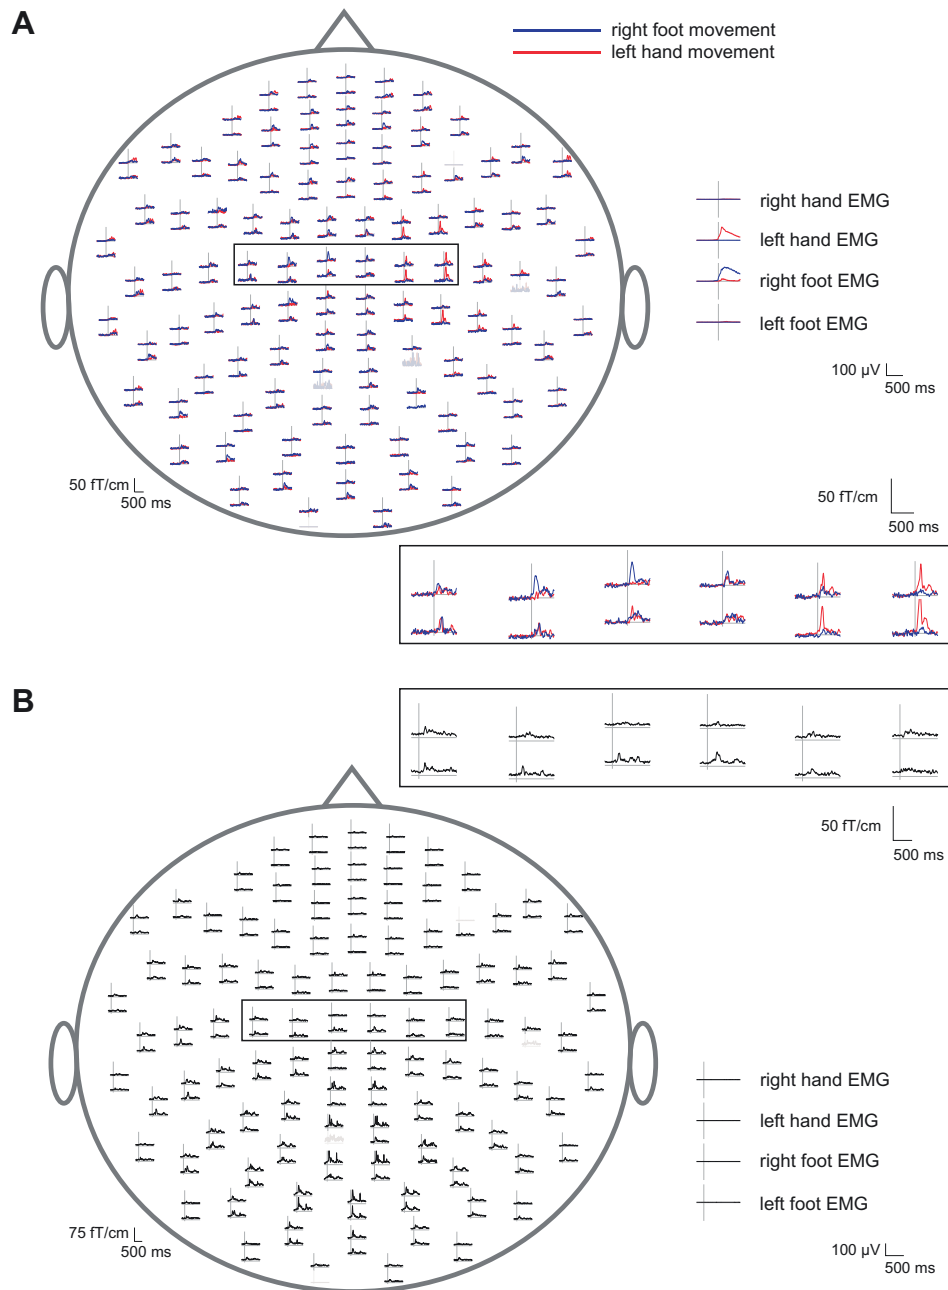 A
right foot movement
left hand movement
right hand EMG
left hand EMG
right foot EMG
left foot EMG
100 µV
500 ms
50 fT/cm
500 ms
50 fT/cm
500 ms
B
50 fT/cm
500 ms
right hand EMG
left hand EMG
right foot EMG
left foot EMG
75 fT/cm
500 ms
100 µV
500 ms